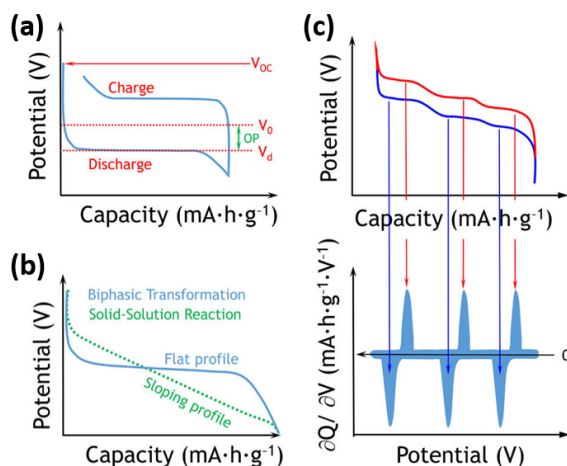 (a)
Potential (V)
V_OC
Charge
V_0
OP
V_d
Discharge
Capacity (mA·h·g⁻¹)
(b)
Potential (V)
Biphasic Transformation
Solid-Solution Reaction
Flat profile
Sloping profile
Capacity (mA·h·g⁻¹)
(c)
Potential (V)
Capacity (mA·h·g⁻¹)
∂Q/ ∂V (mA·h·g⁻¹·V⁻¹)
0
Potential (V)